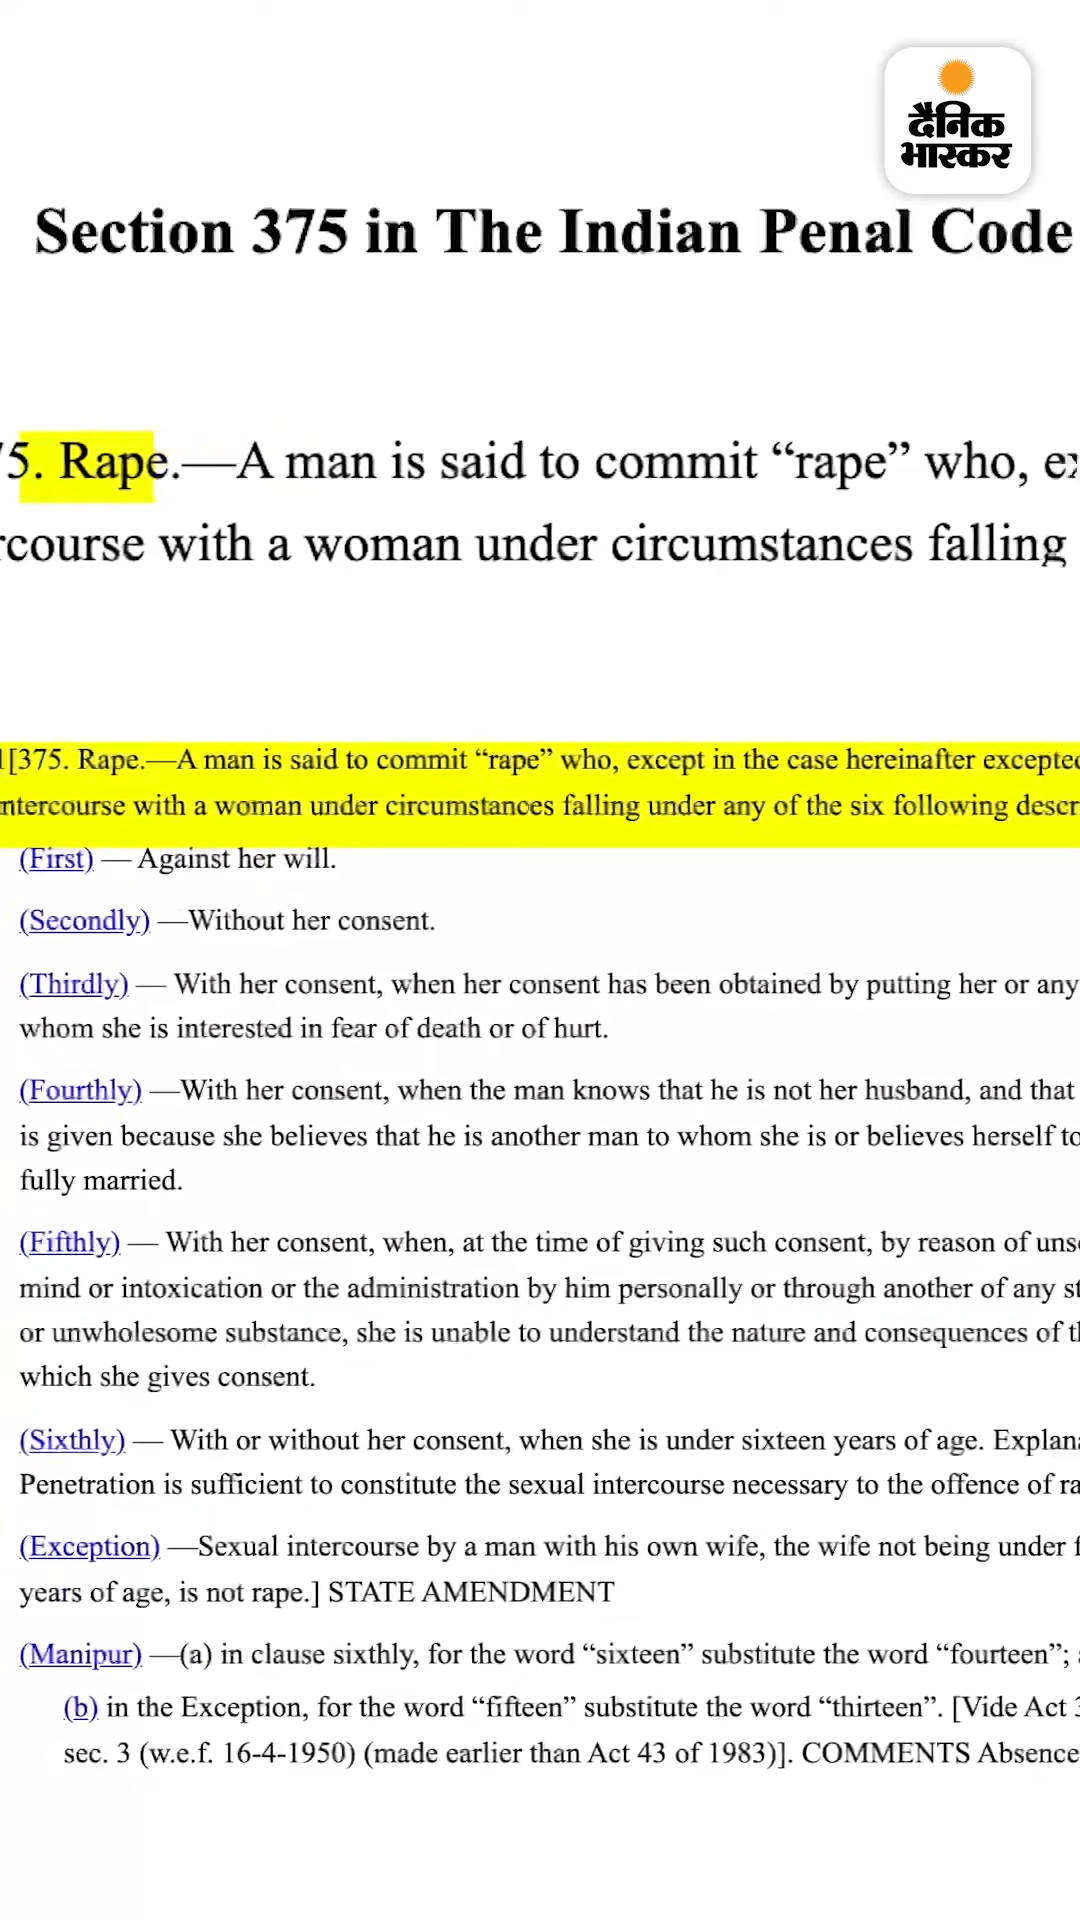 दैनिक
भास्कर
Section 375 in The Indian Penal Code
5. Rape.—A man is said to commit “rape” who,
course with a woman under circumstances falling
[375. Rape.—A man is said to commit “rape” who, except in the case hereinafter excepted
ntercourse with a woman under circumstances falling under any of the six following descr
(First) — Against her will.
(Secondly) —Without her consent.
(Thirdly) — With her consent, when her consent has been obtained by putting her or any
whom she is interested in fear of death or of hurt.
(Fourthly) —With her consent, when the man knows that he is not her husband, and that
is given because she believes that he is another man to whom she is or believes herself to
fully married.
(Fifthly) — With her consent, when, at the time of giving such consent, by reason of uns
mind or intoxication or the administration by him personally or through another of any st
or unwholesome substance, she is unable to understand the nature and consequences of th
which she gives consent.
(Sixthly) — With or without her consent, when she is under sixteen years of age. Explana
Penetration is sufficient to constitute the sexual intercourse necessary to the offence of ra
(Exception) —Sexual intercourse by a man with his own wife, the wife not being under f
years of age, is not rape.] STATE AMENDMENT
(Manipur) —(a) in clause sixthly, for the word “sixteen” substitute the word “fourteen”;
(b) in the Exception, for the word “fifteen” substitute the word “thirteen”. [Vide Act 3
sec. 3 (w.e.f. 16-4-1950) (made earlier than Act 43 of 1983)]. COMMENTS Absence